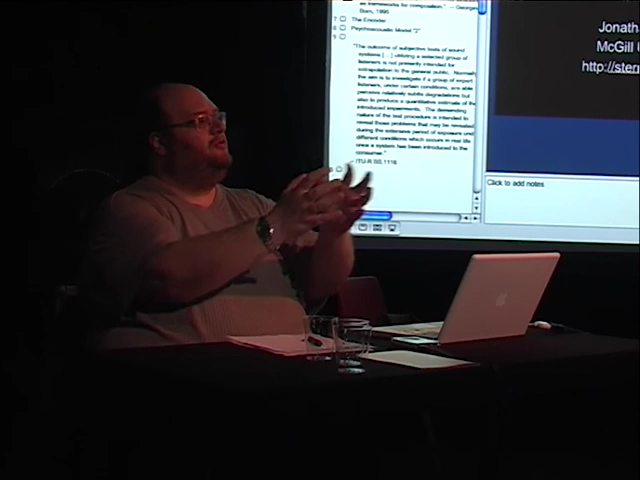 as frameworks for composition." — Georgina
Born, 1995
7 The Encoder
8 Psychoacoustic Model "2"
9
"The outcome of subjective tests of sound
systems [...] utilizing a selected group of
listeners is not presently intended for
extrapolation to the general public. Normally
the aim is to investigate if a group of expert
listeners, under certain conditions, are able
perceive relatively subtle degradations but
also to produce a quantitative estimate of the
introduced impairments. The demanding
nature of the test procedure is intended to
reveal those problems that may be revealed
during the extensive period of exposure under
different conditions which occurs in real life
once a system has been introduced to the
consumer."
– ITU-R BS.1116
Jonath
McGill
http://ster
Click to add notes